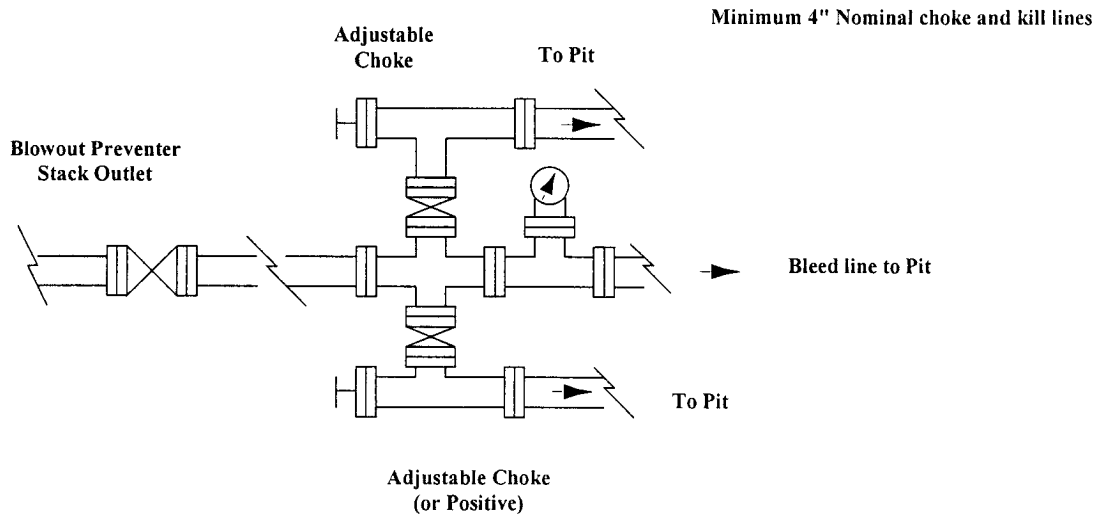 Minimum 4" Nominal choke and kill lines
Adjustable
Choke
To Pit
Blowout Preventer
Stack Outlet
Bleed line to Pit
To Pit
Adjustable Choke
(or Positive)